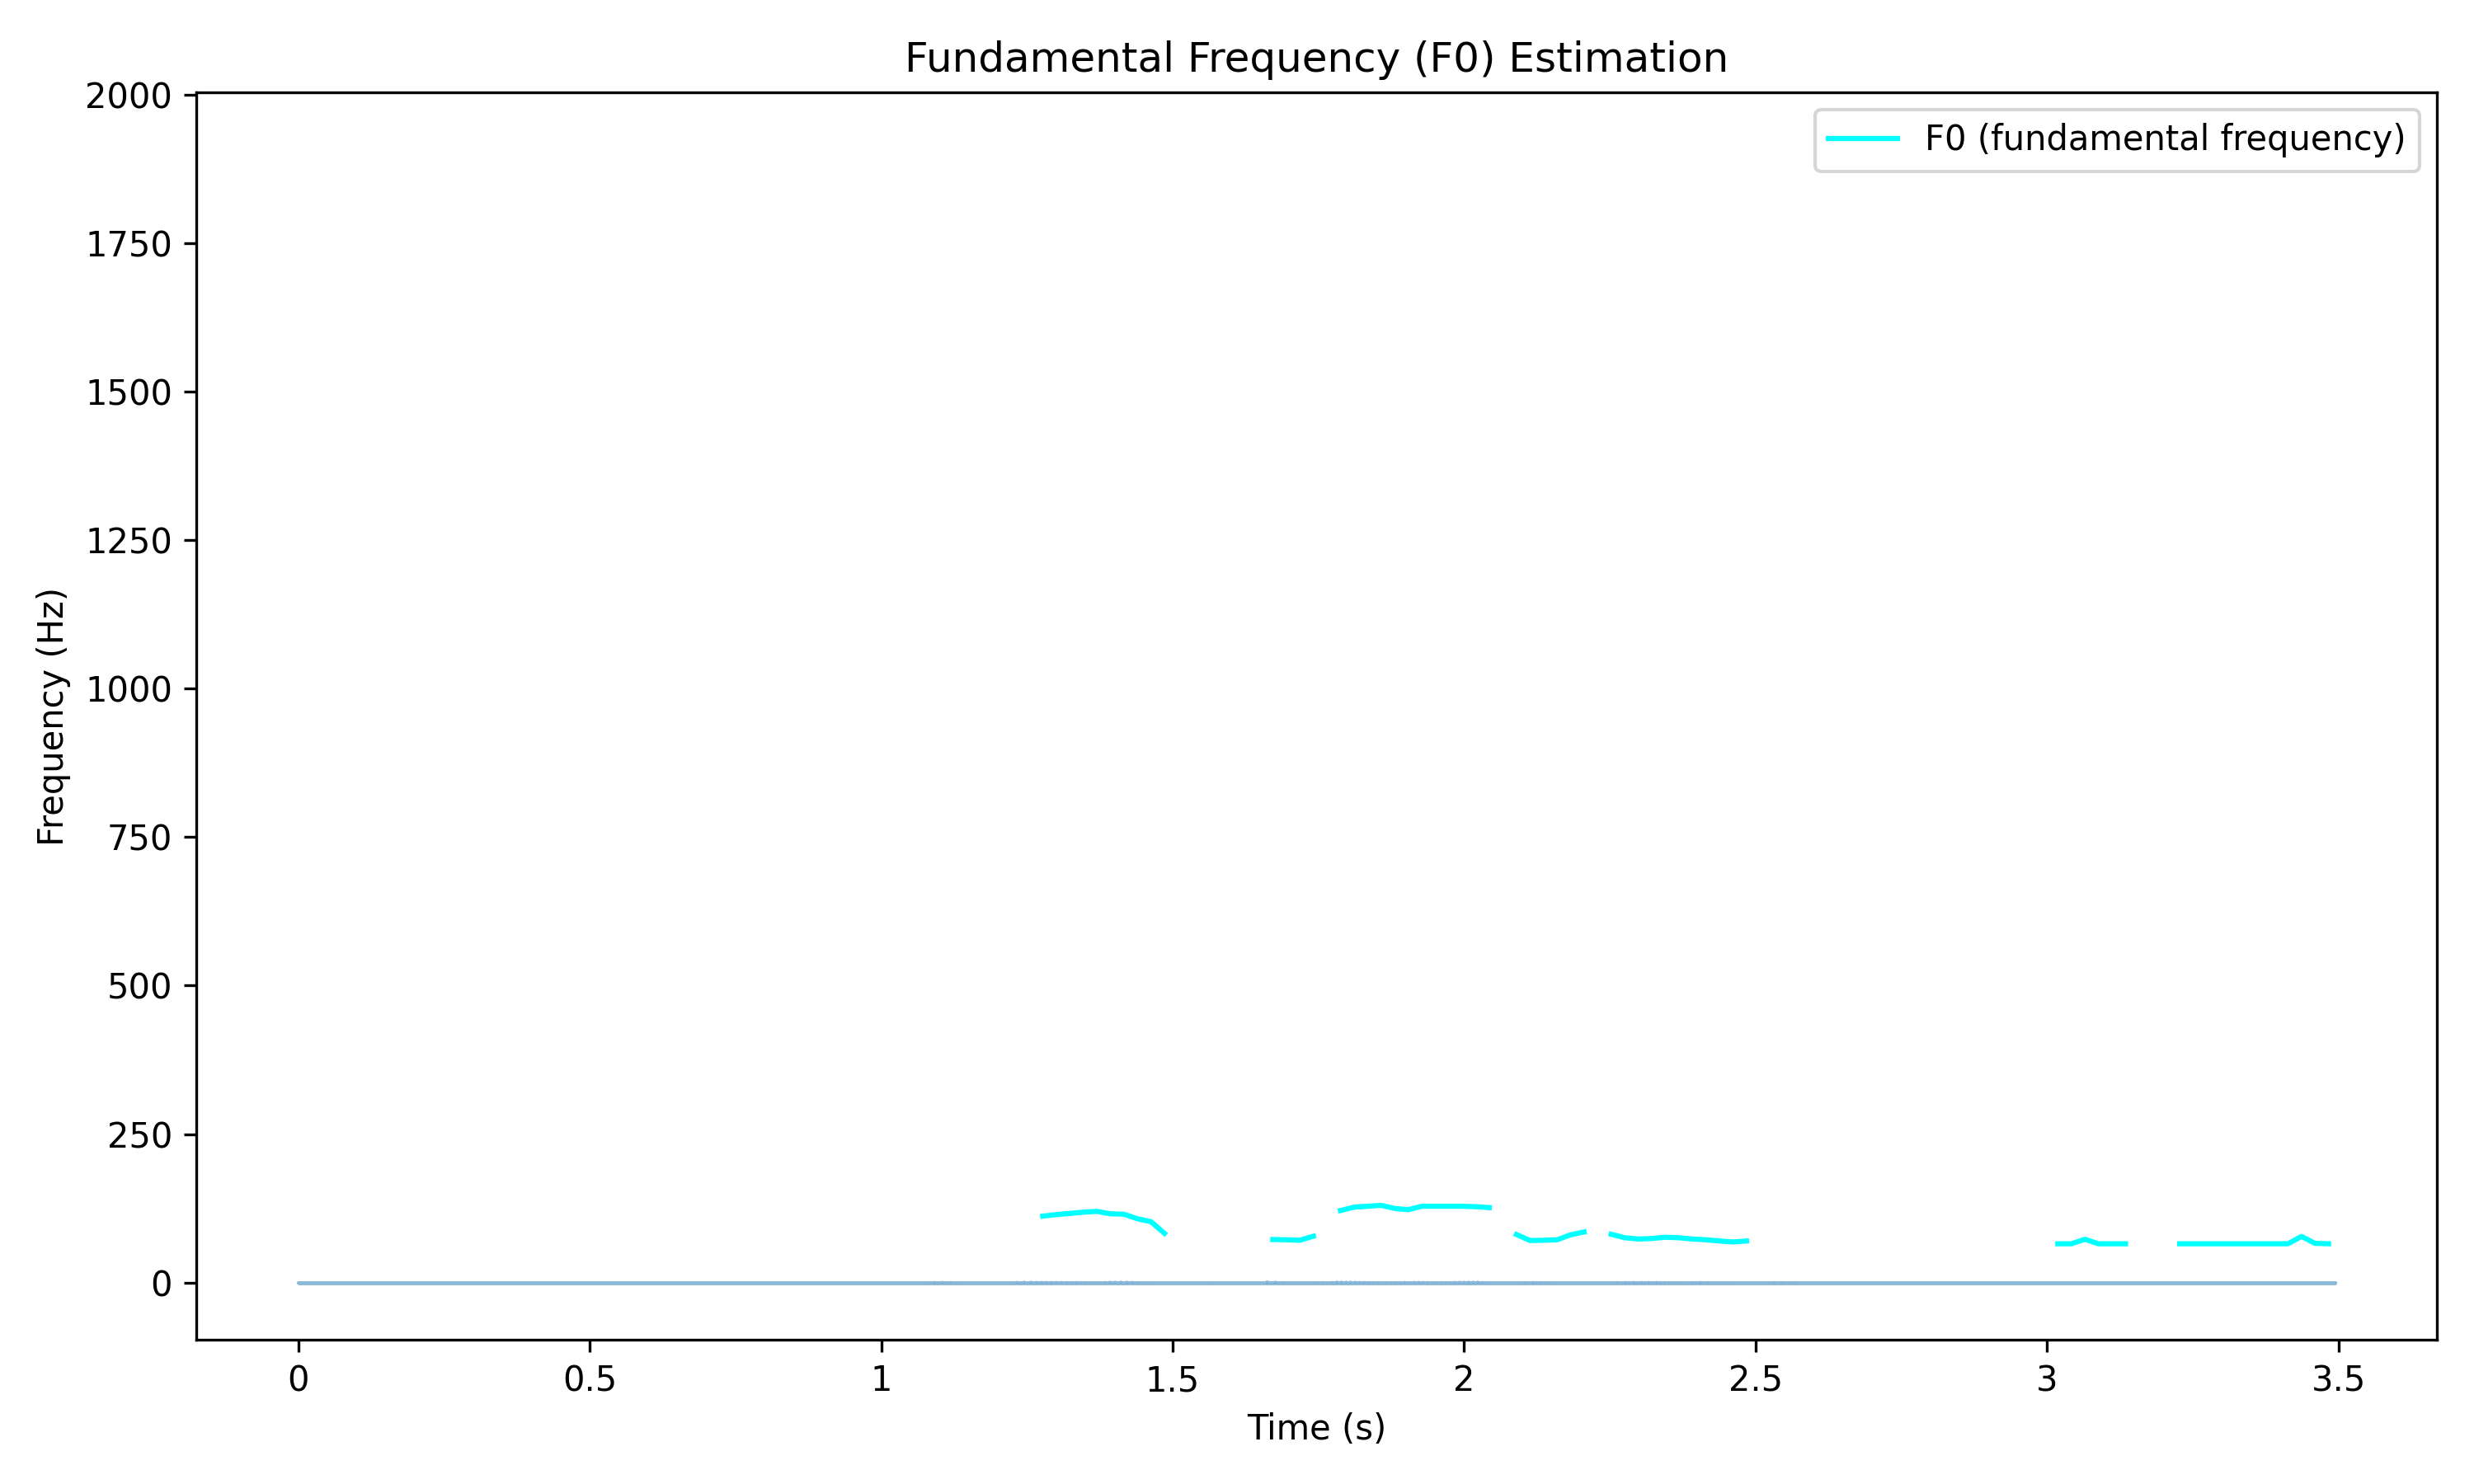 Fundamental Frequency (F0) Estimation
F0 (fundamental frequency)
2000
1750
1500
1250
1000
750
500
250
0
Frequency (Hz)
0 0.5 1 1.5 2 2.5 3 3.5
Time (s)